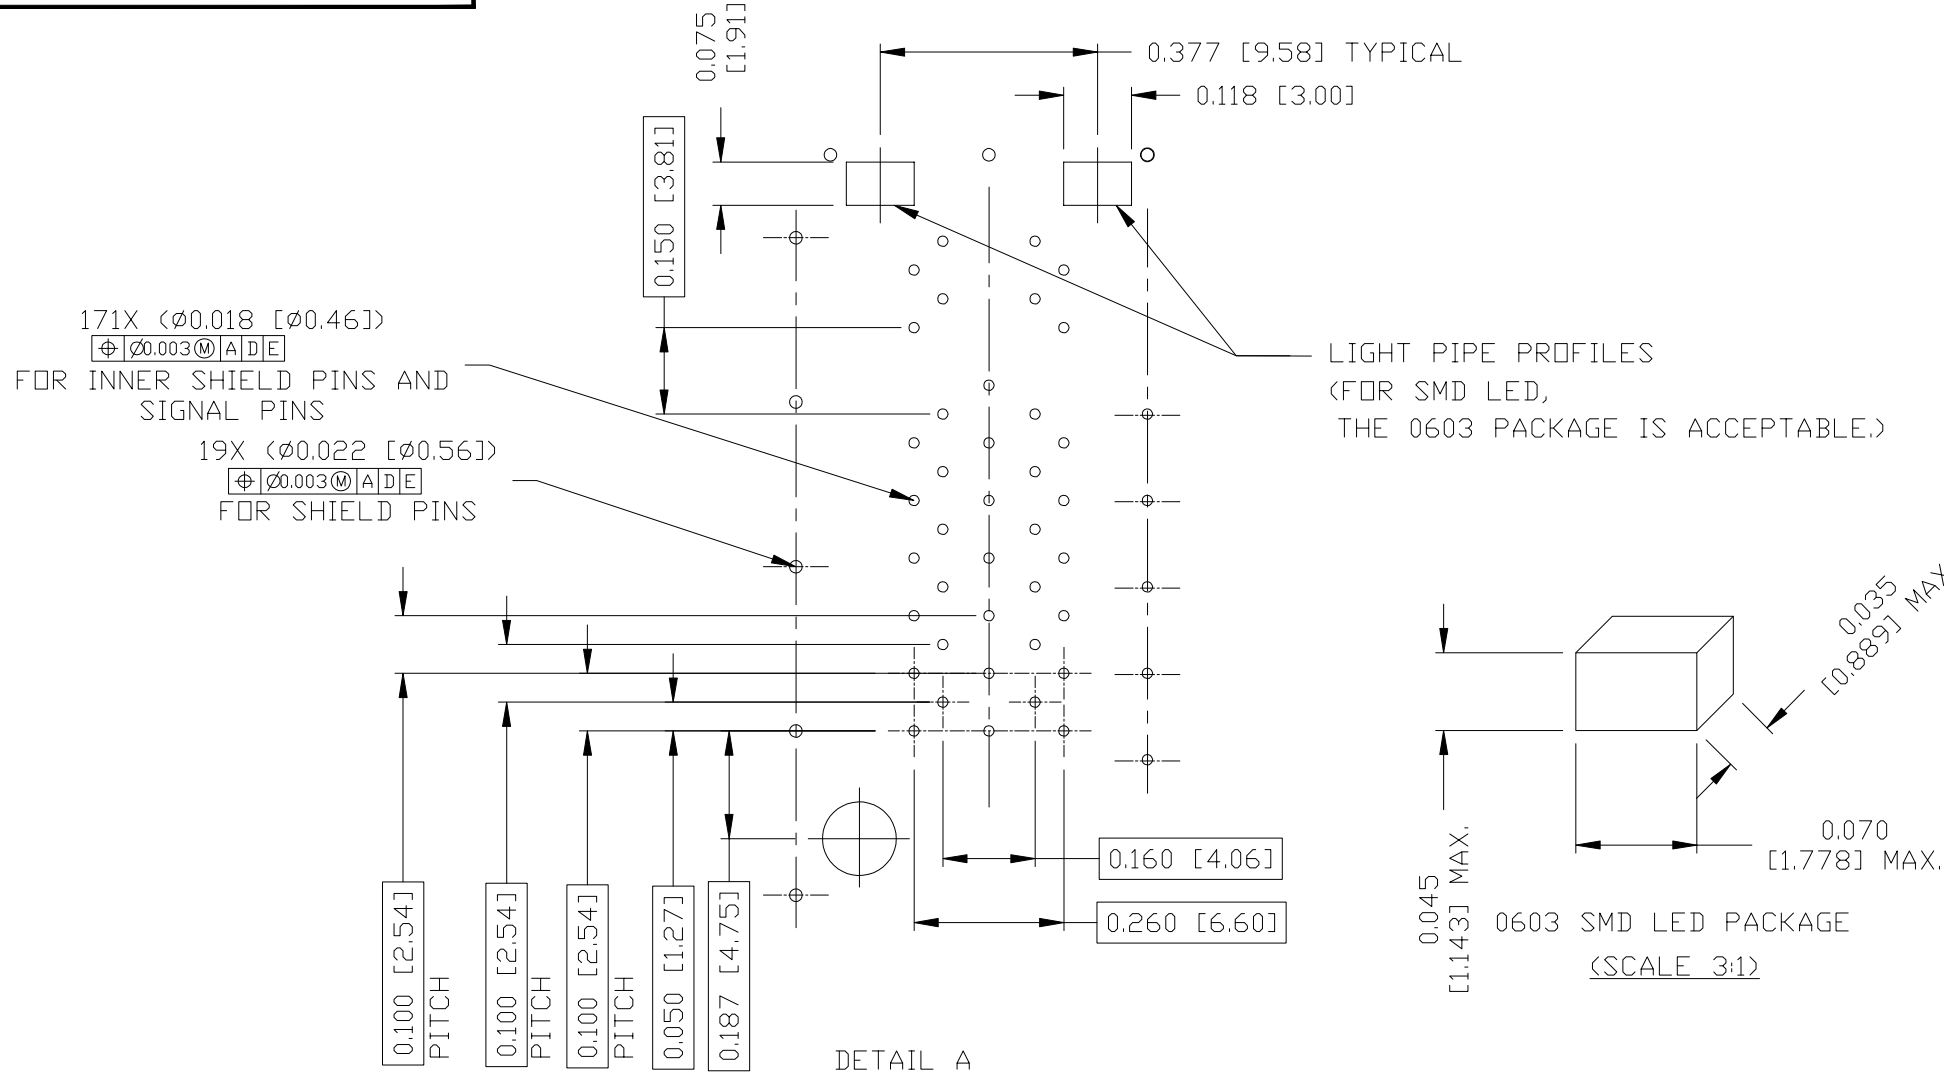 0.075
[1.91]
0.377 [9.58] TYPICAL
0.118 [3.00]
0.150 [3.81]
171X (Ø0.018 [Ø0.46])
⌖ Ø0.003Ⓜ A D E
FOR INNER SHIELD PINS AND
SIGNAL PINS
19X (Ø0.022 [Ø0.56])
⌖ Ø0.003Ⓜ A D E
FOR SHIELD PINS
LIGHT PIPE PROFILES
(FOR SMD LED,
THE 0603 PACKAGE IS ACCEPTABLE.)
0.035
[0.889] MAX
0.070
[1.778] MAX.
0.045
[1.143] MAX.
0603 SMD LED PACKAGE
(SCALE 3:1)
0.160 [4.06]
0.260 [6.60]
0.100 [2.54]
PITCH
0.100 [2.54]
PITCH
0.100 [2.54]
PITCH
0.050 [1.27]
0.187 [4.75]
DETAIL A